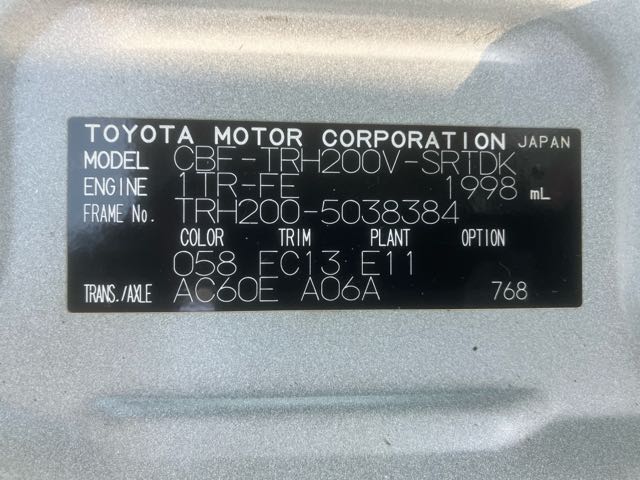 TOYOTA MOTOR CORPORATION JAPAN
MODEL CBF-TRH200V-SRTDK
ENGINE 1TR-FE 1998 mL
FRAME No. TRH200-5038384
COLOR TRIM PLANT OPTION
058 FC13 E11
TRANS./AXLE AC60E A06A 768